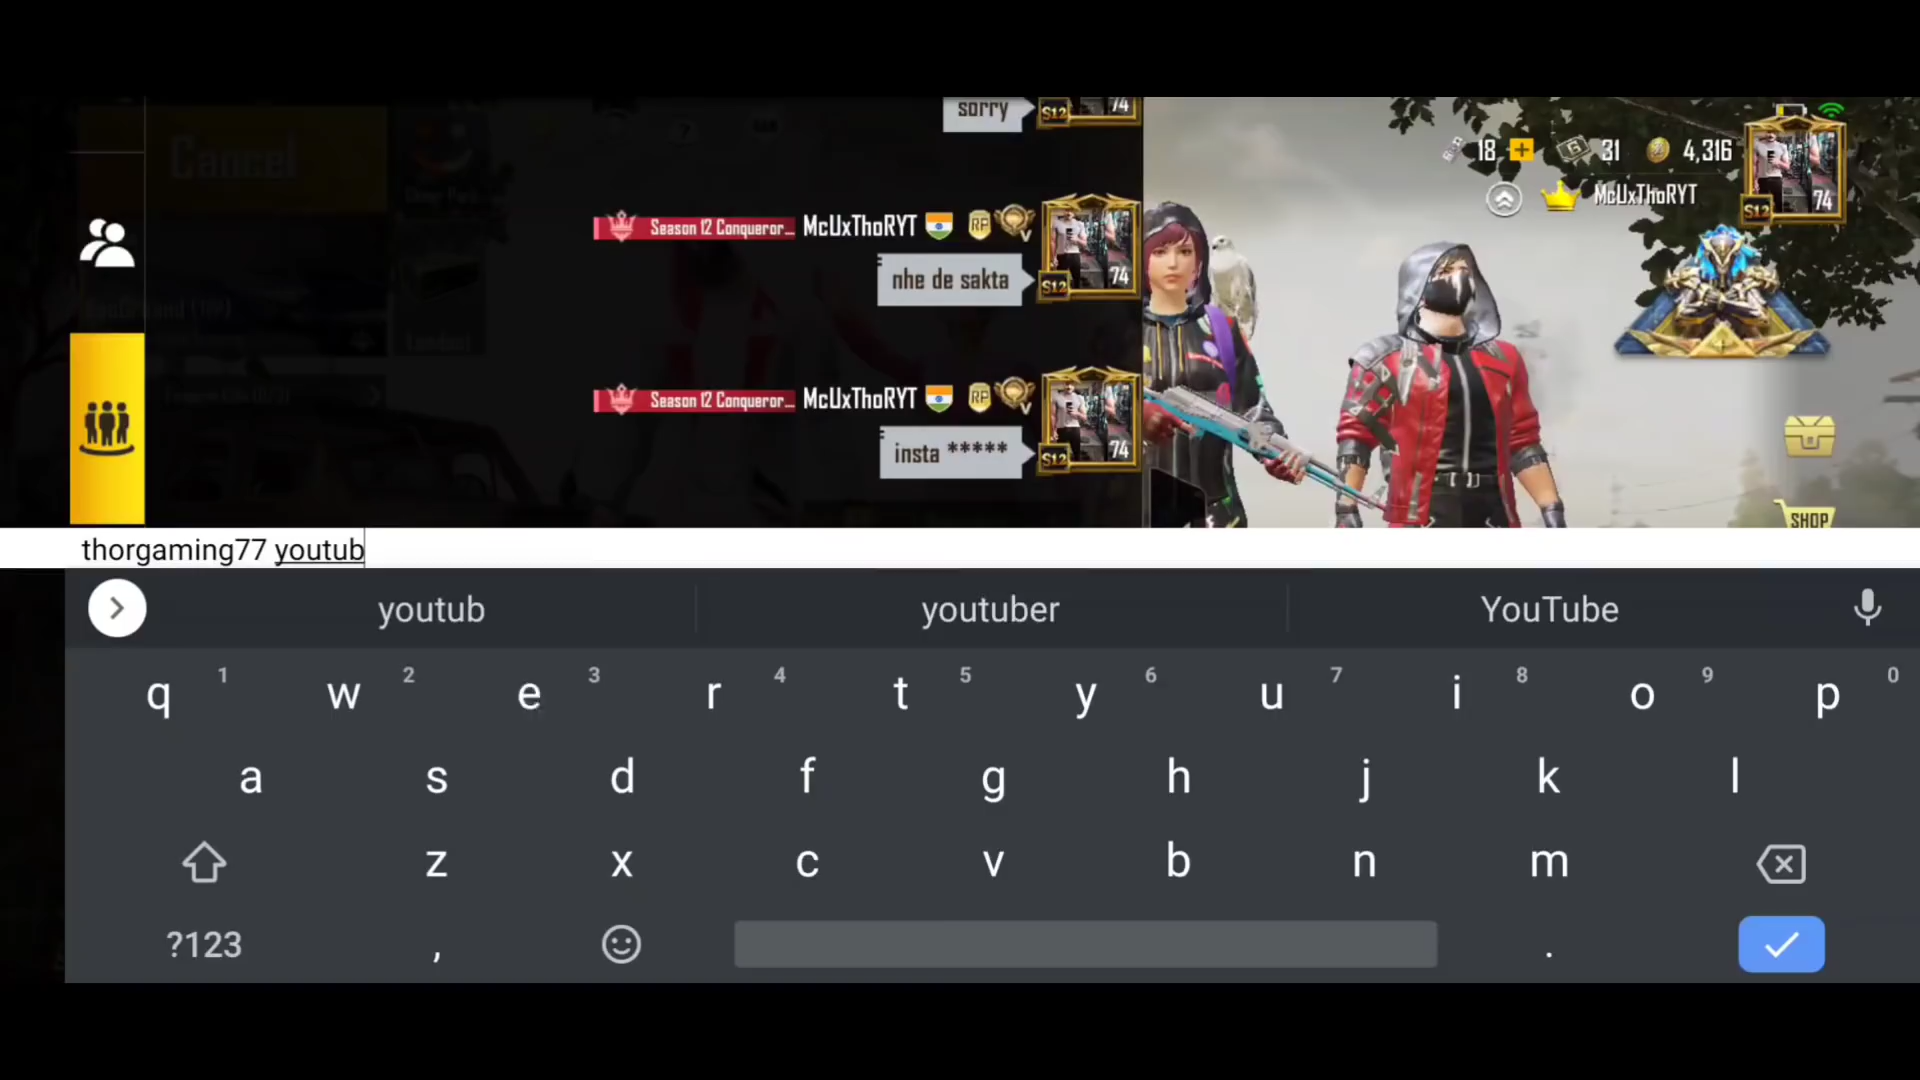 Cancel
sorry
S12 74
18 31 4,316
McUxThoRYT
S12 74
Season 12 Conqueror... McUxThoRYT RP V
nhe de sakta
S12 74
Season 12 Conqueror... McUxThoRYT RP V
insta *****
S12 74
SHOP
thorgaming77 youtub
youtub youtuber YouTube
q 1 w 2 e 3 r 4 t 5 y 6 u 7 i 8 o 9 p 0
a s d f g h j k l
z x c v b n m
?123 , .